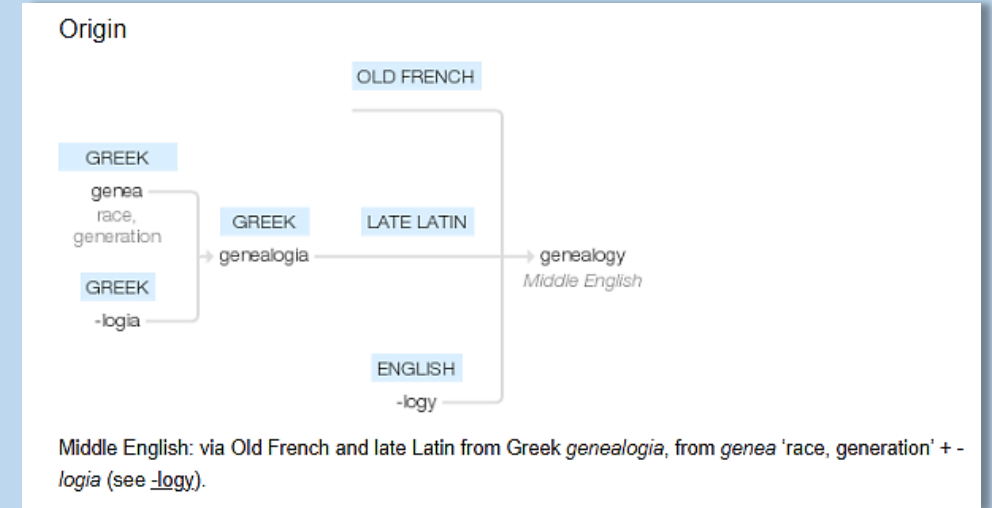 Origin
OLD FRENCH
GREEK
genea
race,
generation
GREEK
genealogia
LATE LATIN
genealogy
Middle English
GREEK
-logia
ENGLISH
-logy
Middle English: via Old French and late Latin from Greek genealogia, from genea ‘race, generation’ + -
logia (see -logy).